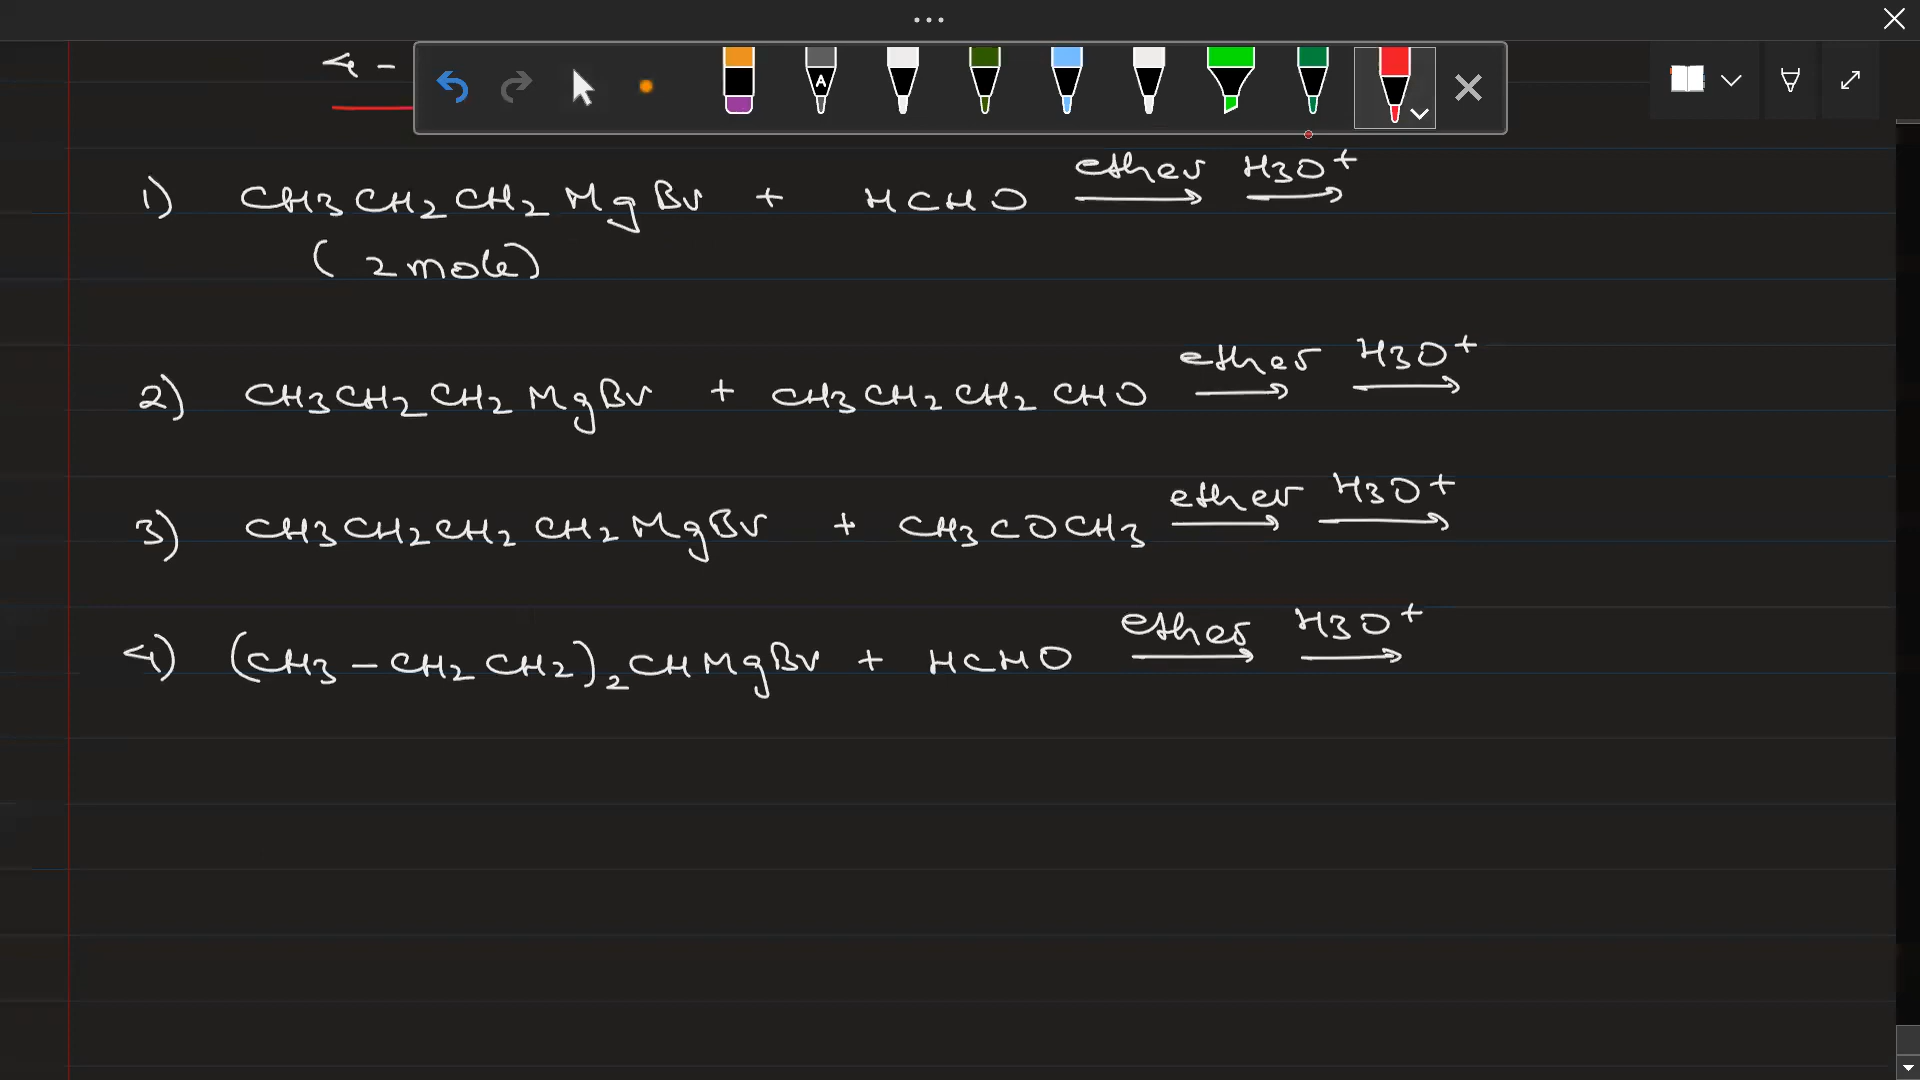 4 -
1) CH3CH2CH2MgBr + HCHO ether H3O+
(2 mole)
2) CH3CH2CH2MgBr + CH3CH2CH2CHO ether H3O+
3) CH3CH2CH2CH2MgBr + CH3COCH3 ether H3O+
4) (CH3-CH2CH2)2CHMgBr + HCHO ether H3O+